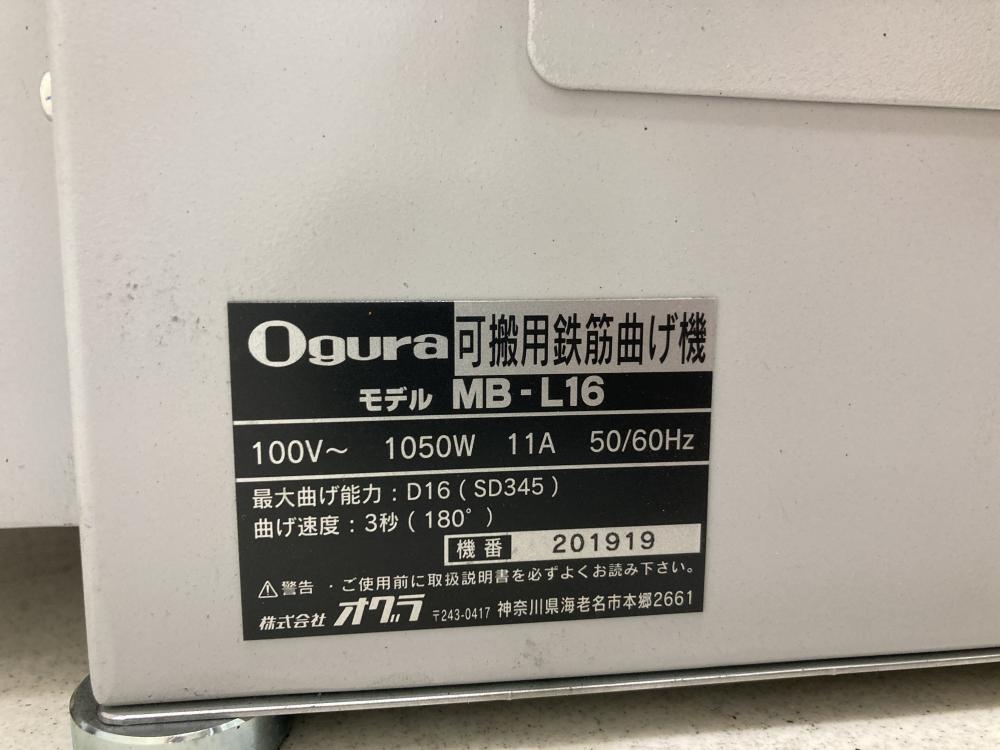 Ogura 可搬用鉄筋曲げ機
モデル MB-L16
100V～ 1050W 11A 50/60Hz
最大曲げ能力：D16（SD345）
曲げ速度：3秒（180°）
機番 201919
⚠警告 ・ご使用前に取扱説明書を必ずよくお読み下さい。
株式会社オグラ 〒243-0417 神奈川県海老名市本郷2661